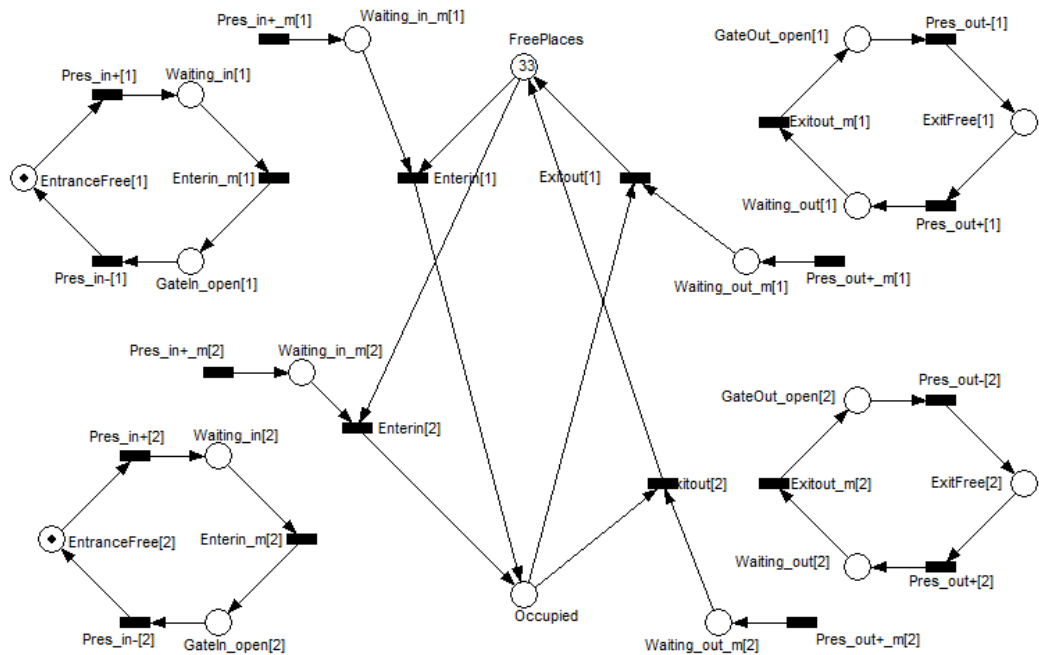 Pres_in+_m[1]
Waiting_in_m[1]
FreePlaces
33
GateOut_open[1]
Pres_out-[1]
Pres_in+[1]
Waiting_in[1]
Exitout_m[1]
ExitFree[1]
EntranceFree[1]
Enterin_m[1]
Enterin[1]
Exitout[1]
Waiting_out[1]
Pres_out+[1]
Pres_in-[1]
GateIn_open[1]
Waiting_out_m[1]
Pres_out+_m[1]
Pres_in+_m[2]
Waiting_in_m[2]
GateOut_open[2]
Pres_out-[2]
Enterin[2]
Pres_in+[2]
Waiting_in[2]
Exitout[2]
Exitout_m[2]
ExitFree[2]
EntranceFree[2]
Enterin_m[2]
Waiting_out[2]
Pres_out+[2]
Occupied
Pres_in-[2]
GateIn_open[2]
Waiting_out_m[2]
Pres_out+_m[2]